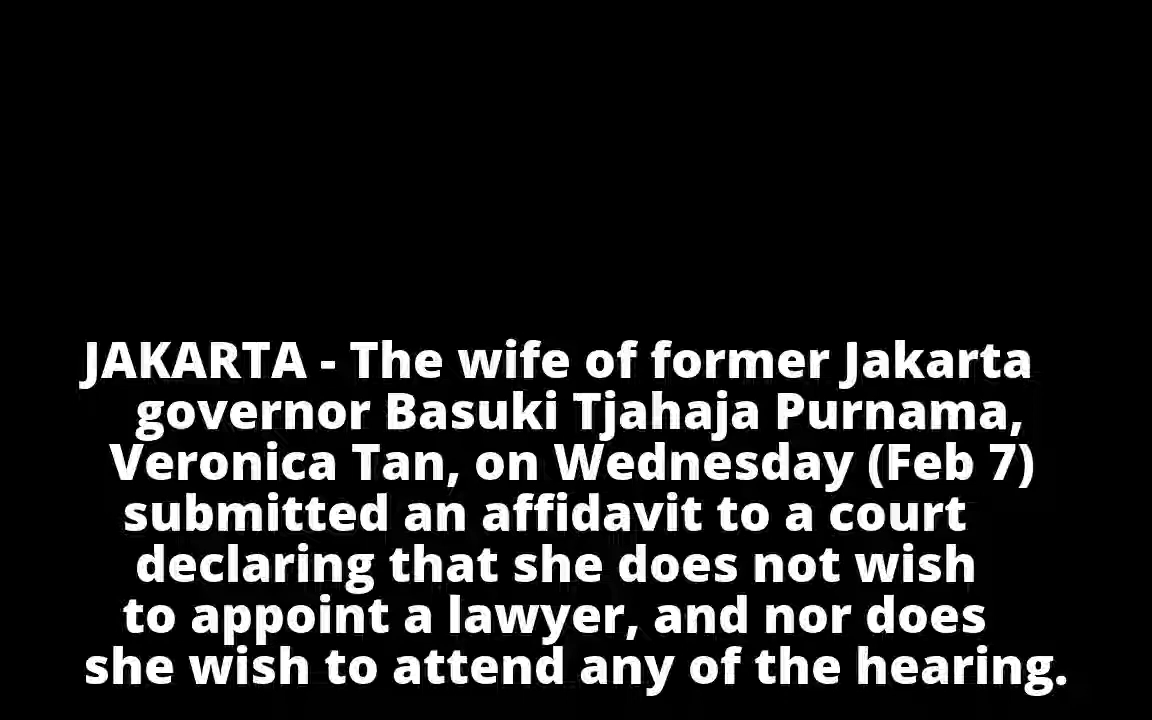 JAKARTA - The wife of former Jakarta
governor Basuki Tjahaja Purnama,
Veronica Tan, on Wednesday (Feb 7)
submitted an affidavit to a court
declaring that she does not wish
to appoint a lawyer, and nor does
she wish to attend any of the hearing.